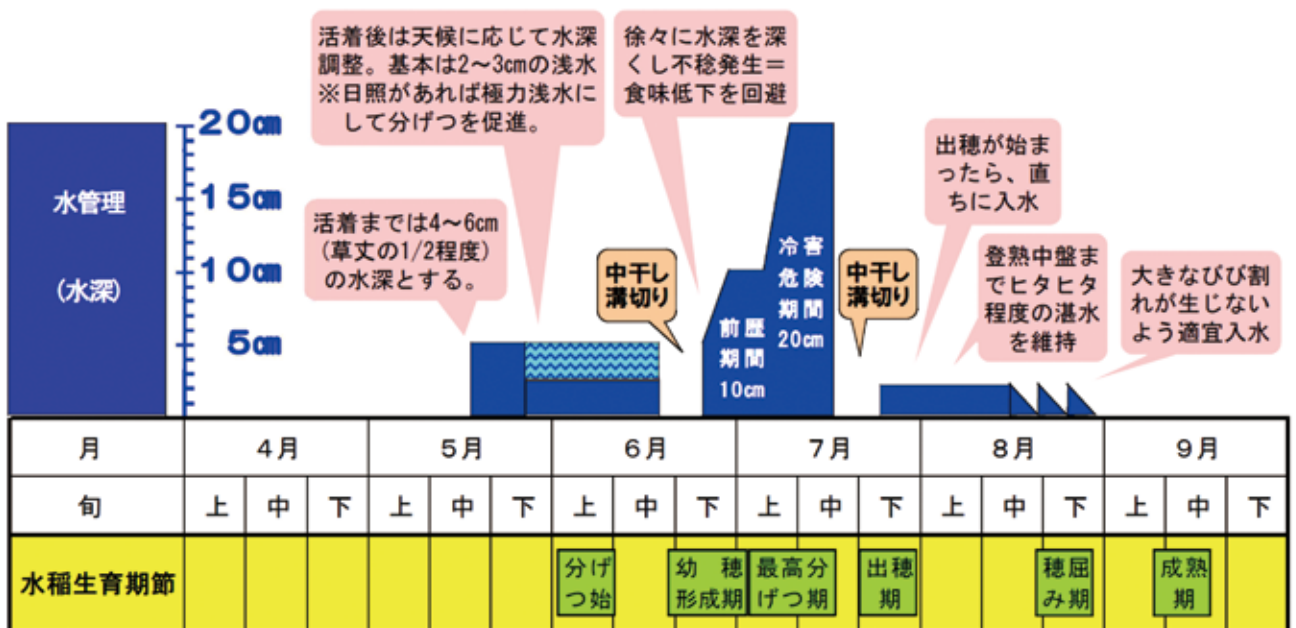 活着後は天候に応じて水深
調整。基本は2〜3cmの浅水
※日照があれば極力浅水に
して分げつを促進。
徐々に水深を深
くし不稔発生＝
食味低下を回避
水管理
(水深)
20cm
15cm
10cm
5cm
活着までは4〜6cm
(草丈の1/2程度)
の水深とする。
中干し
溝切り
前歴
期間
10cm
冷害
危険
期間
20cm
中干し
溝切り
出穂が始ま
ったら、直
ちに入水
登熟中盤ま
でヒタヒタ
程度の湛水
を維持
大きなびび割
れが生じない
よう適宜入水
月 4月 5月 6月 7月 8月 9月
旬 上 中 下 上 中 下 上 中 下 上 中 下 上 中 下 上 中 下
水稲生育期節
分げ
つ始
幼穂
形成期
最高分
げつ期
出穂
期
穂屈
み期
成熟
期